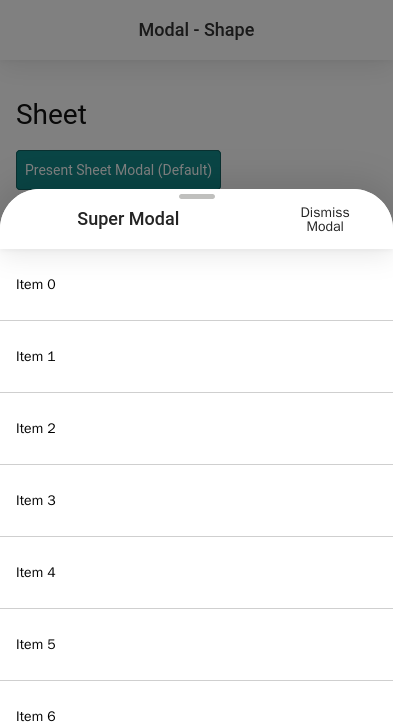 Modal - Shape
Sheet
Present Sheet Modal (Default)
Super Modal
Dismiss
Modal
Item 0
Item 1
Item 2
Item 3
Item 4
Item 5
Item 6